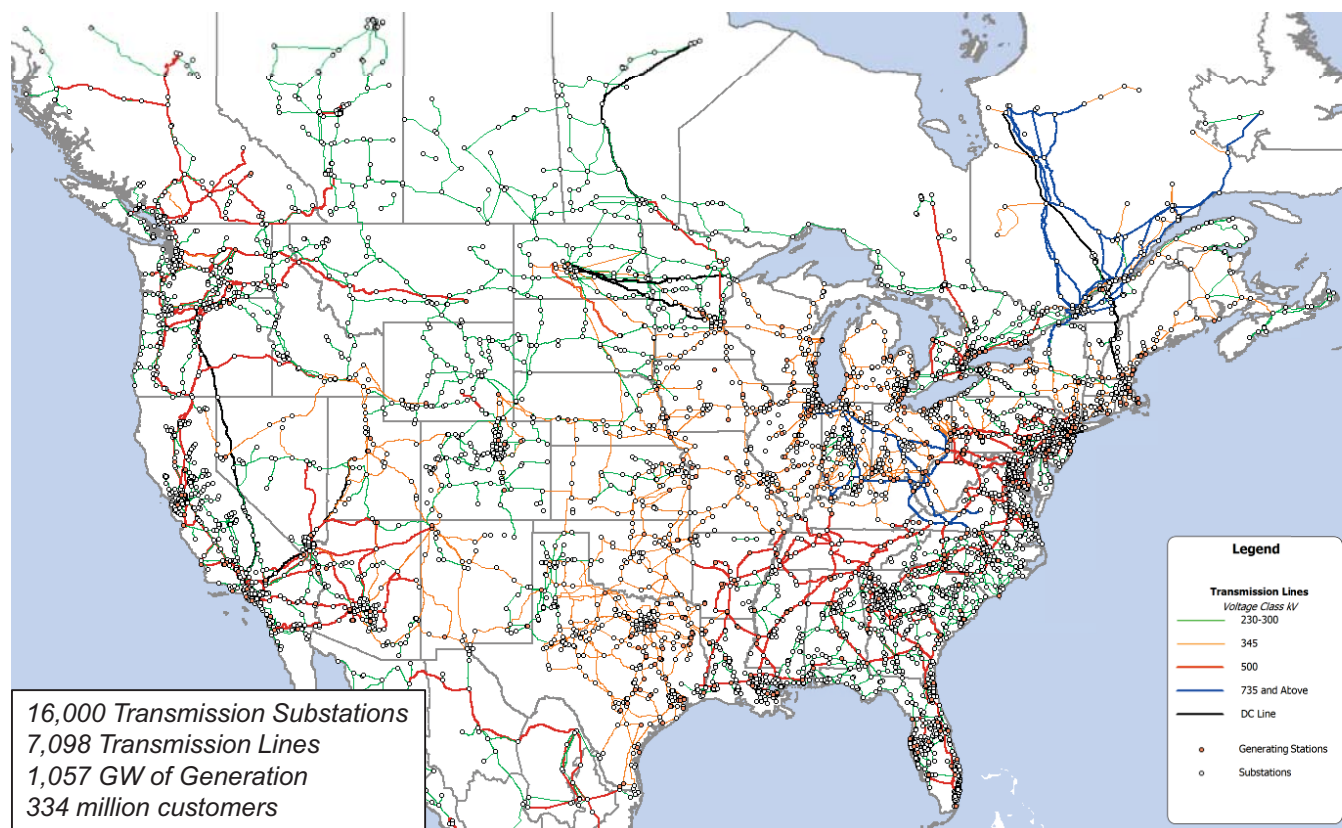 16,000 Transmission Substations
7,098 Transmission Lines
1,057 GW of Generation
334 million customers
Legend
Transmission Lines
Voltage Class kV
230-300
345
500
735 and Above
DC Line
Generating Stations
Substations